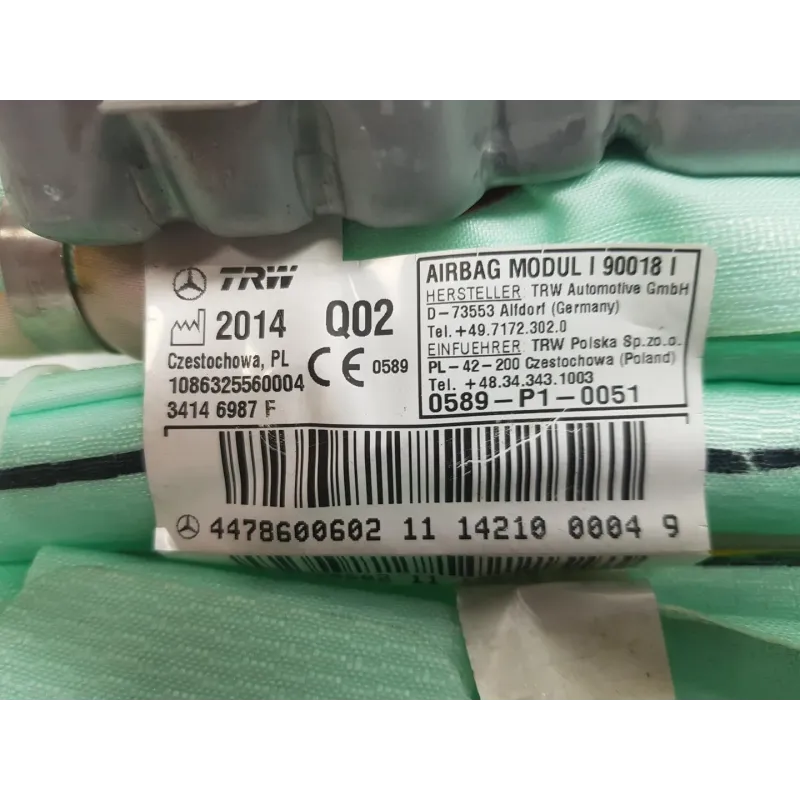 TRW
2014 Q02
Czestochowa, PL
CE 0589
1086325560004
3414 6987 F
AIRBAG MODUL I 90018 I
HERSTELLER: TRW Automotive GmbH
D-73553 Alfdorf (Germany)
Tel.+49.7172.302.0
EINFUEHRER: TRW Polska Sp.zo.o.
PL-42-200 Czestochowa (Poland)
Tel.+48.34.343.1003
0589-P1-0051
4478600602 11 14210 0004 9